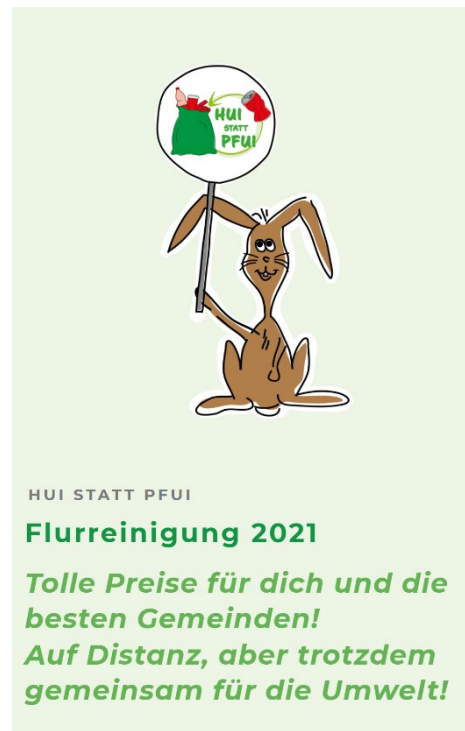 HUI
STATT
PFUI
HUI STATT PFUI
Flurreinigung 2021
Tolle Preise für dich und die
besten Gemeinden!
Auf Distanz, aber trotzdem
gemeinsam für die Umwelt!